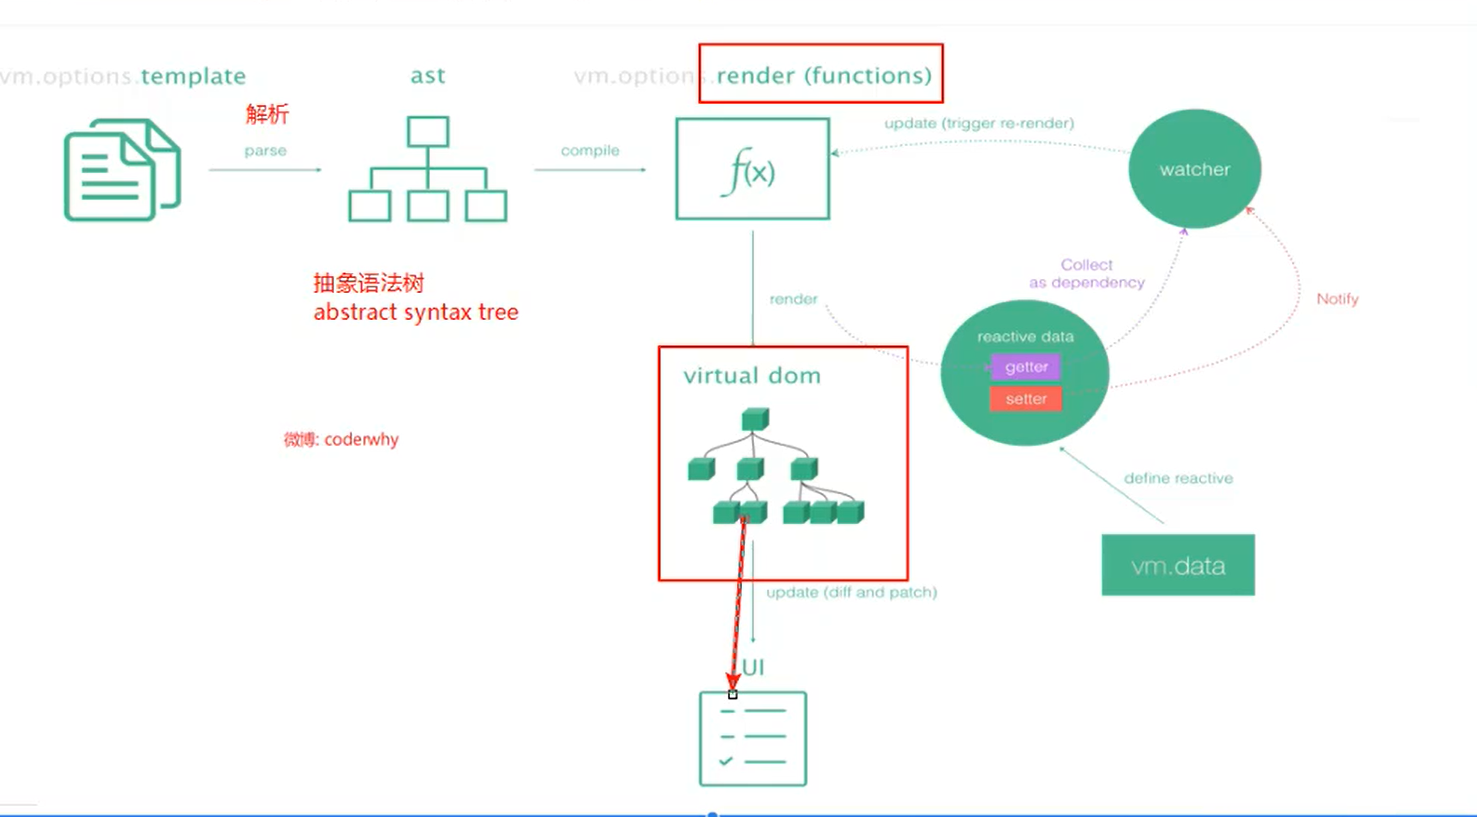 vm.options.template
ast
vm.options.
render (functions)
解析
parse
compile
f(x)
update (trigger re-render)
watcher
抽象语法树
abstract syntax tree
Collect
as dependency
render
Notify
reactive data
getter
setter
virtual dom
微博: coderwhy
define reactive
vm.data
update (diff and patch)
UI